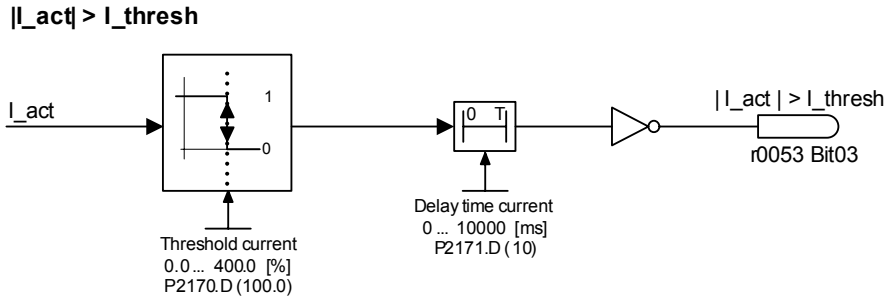 |I_act| > I_thresh
I_act
1
0
0 T
| I_act | > I_thresh
r0053 Bit03
Threshold current
0.0 ... 400.0 [%]
P2170.D (100.0)
Delay time current
0 ... 10000 [ms]
P2171.D (10)